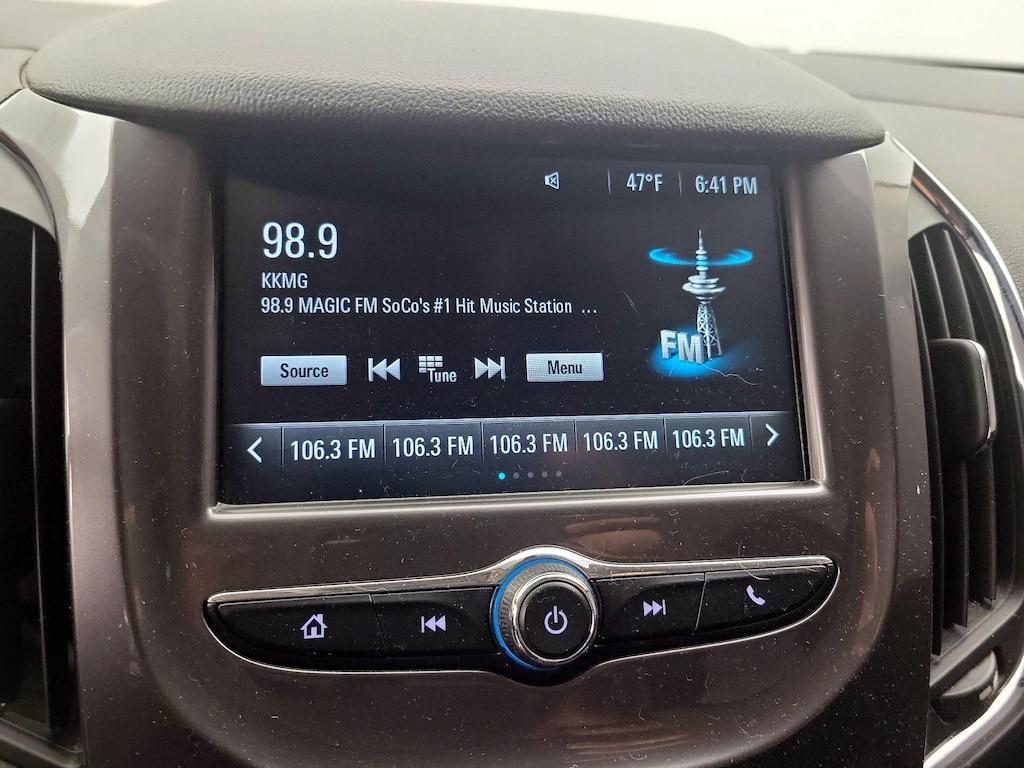 47°F 6:41 PM
98.9
KKMG
98.9 MAGIC FM SoCo's #1 Hit Music Station ...
FM
Source Tune Menu
106.3 FM 106.3 FM 106.3 FM 106.3 FM 106.3 FM